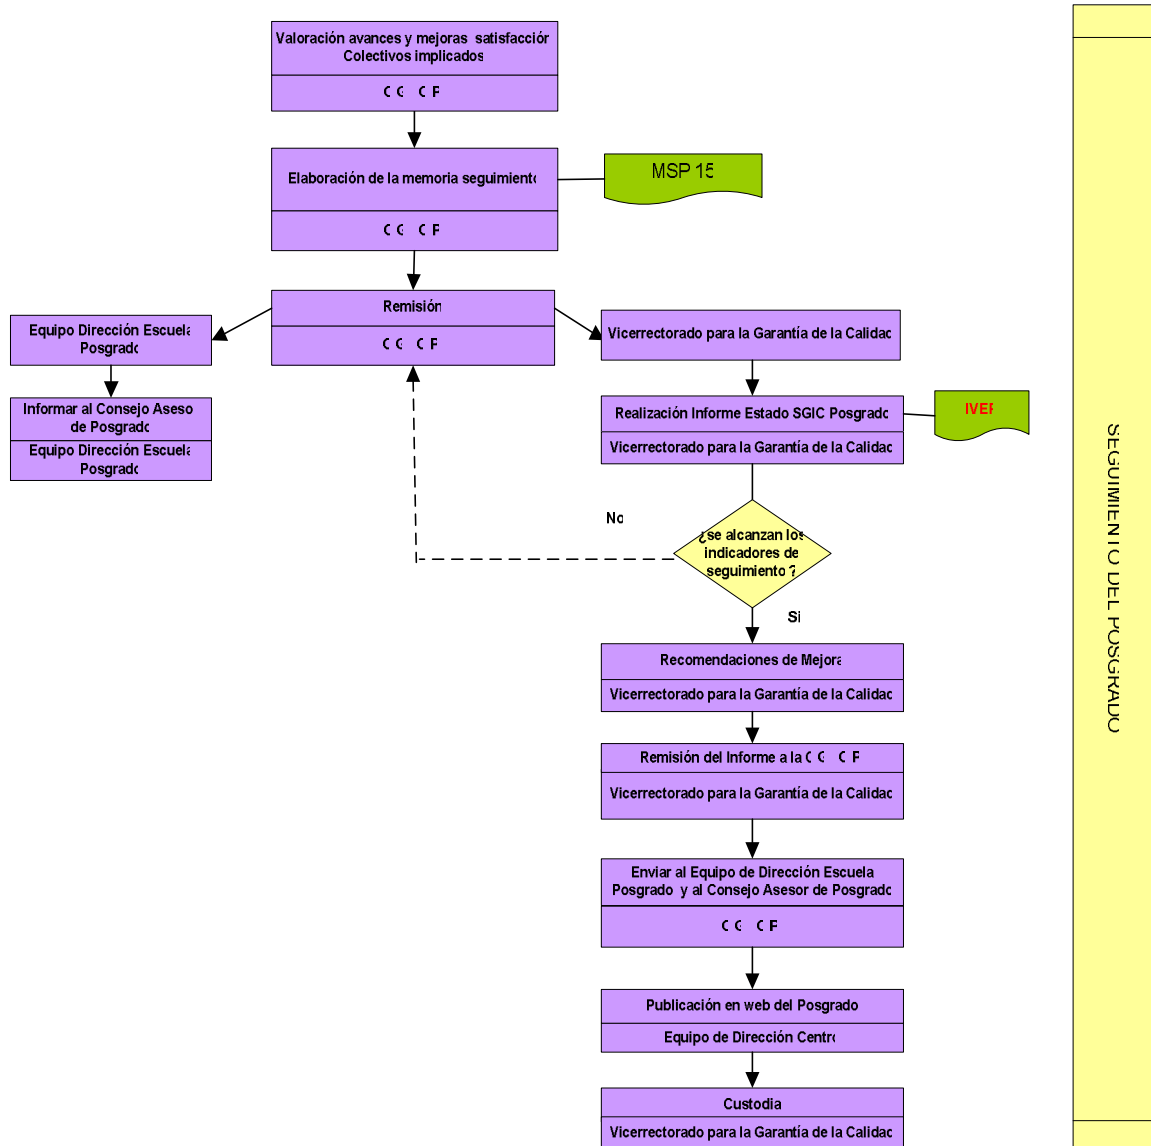 Valoración avances y mejoras satisfacción
Colectivos implicados
C G C P
Elaboración de la memoria seguimiento
C G C P
MSP 15
Remisión
C G C P
Equipo Dirección Escuela
Posgrado
Informar al Consejo Aseso
de Posgrado
Equipo Dirección Escuela
Posgrado
Vicerrectorado para la Garantía de la Calidad
Realización Informe Estado SGIC Posgrado
Vicerrectorado para la Garantía de la Calidad
No
¿se alcanzan los
indicadores de
seguimiento ?
Si
Recomendaciones de Mejora
Vicerrectorado para la Garantía de la Calidad
Remisión del Informe a la C G C P
Vicerrectorado para la Garantía de la Calidad
Enviar al Equipo de Dirección Escuela
Posgrado y al Consejo Asesor de Posgrado
C G C P
Publicación en web del Posgrado
Equipo de Dirección Centro
Custodia
Vicerrectorado para la Garantía de la Calidad
SEGUIMIENTO DEL POSGRADO